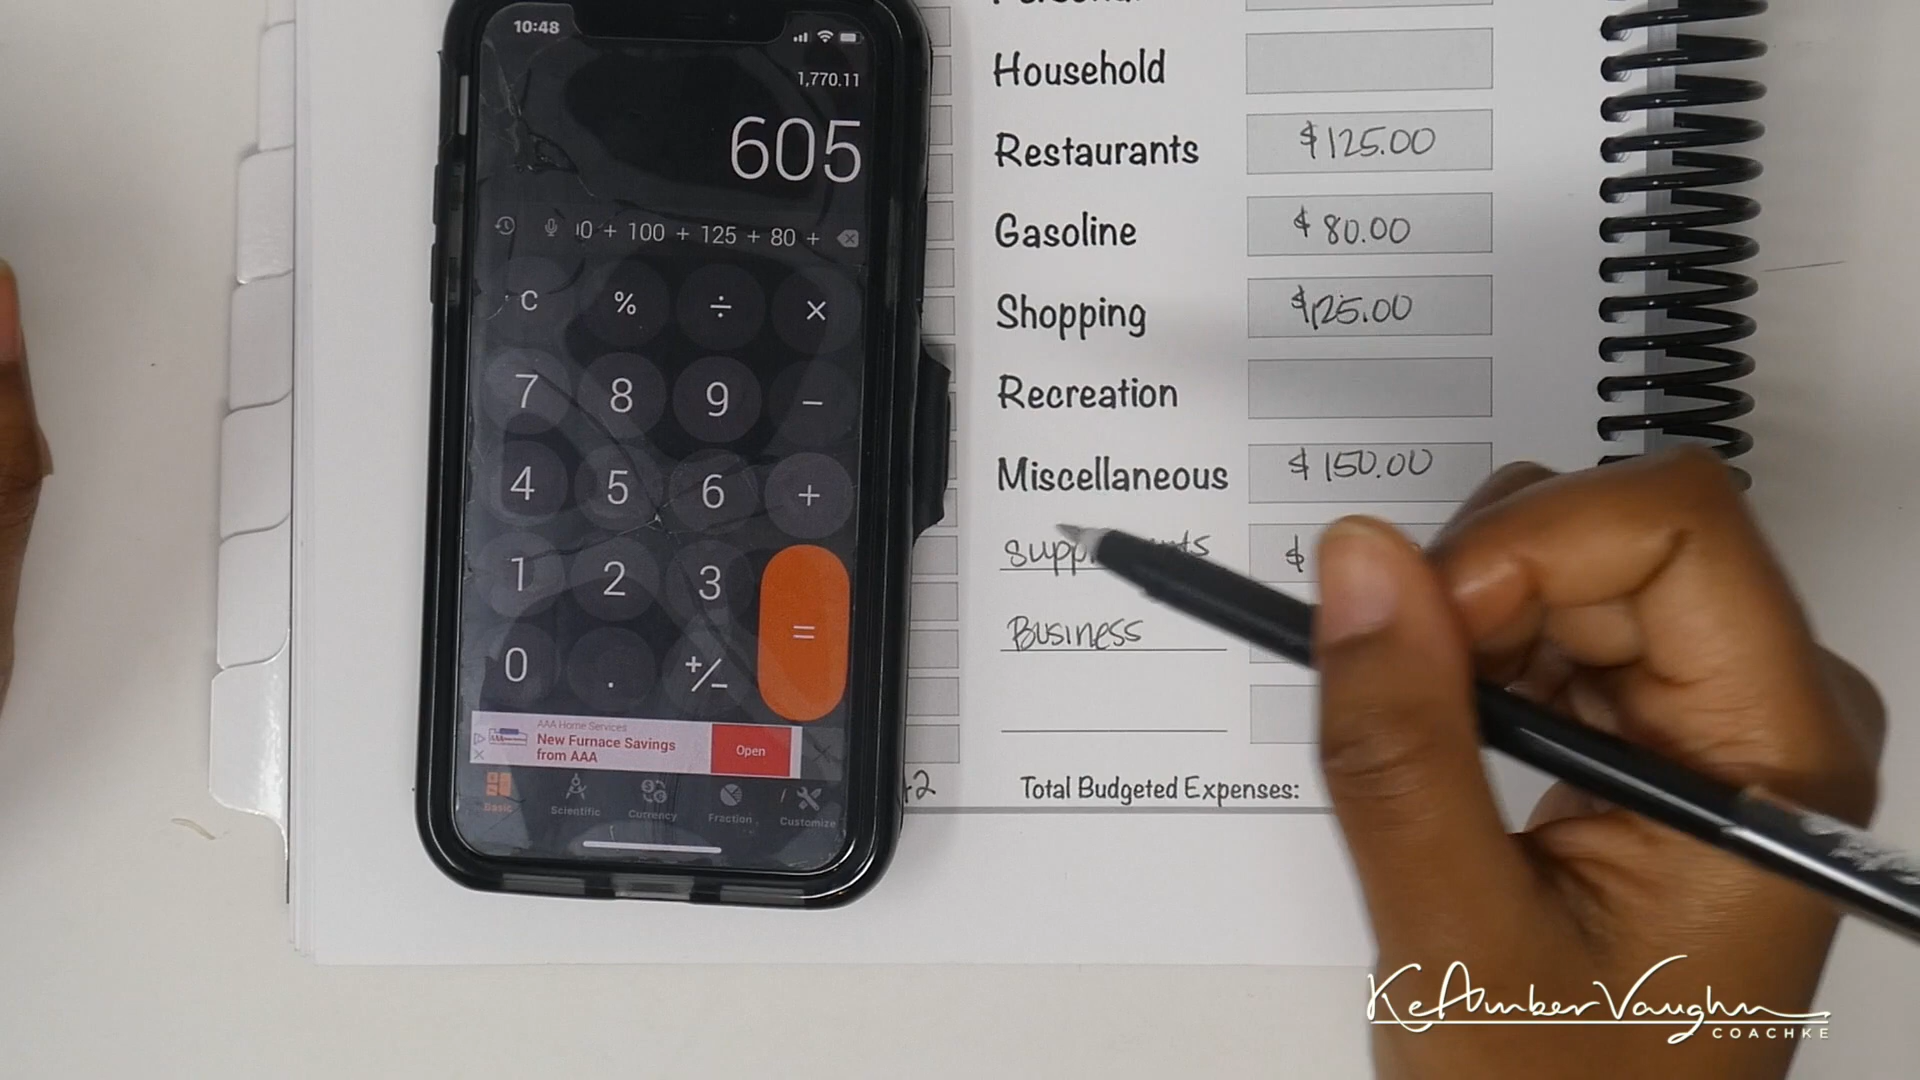 10:48
1,770.11
605
+ 100 + 125 + 80 +
C % ÷ ×
7 8 9 −
4 5 6 +
1 2 3
=
0 . +/−
AAA Home Services
New Furnace Savings
from AAA
Open
Basic Scientific Currency Fraction Customize
Household
Restaurants $125.00
Gasoline $80.00
Shopping $125.00
Recreation
Miscellaneous $150.00
$
Business
Total Budgeted Expenses:
KeAmber Vaughn
COACHKE